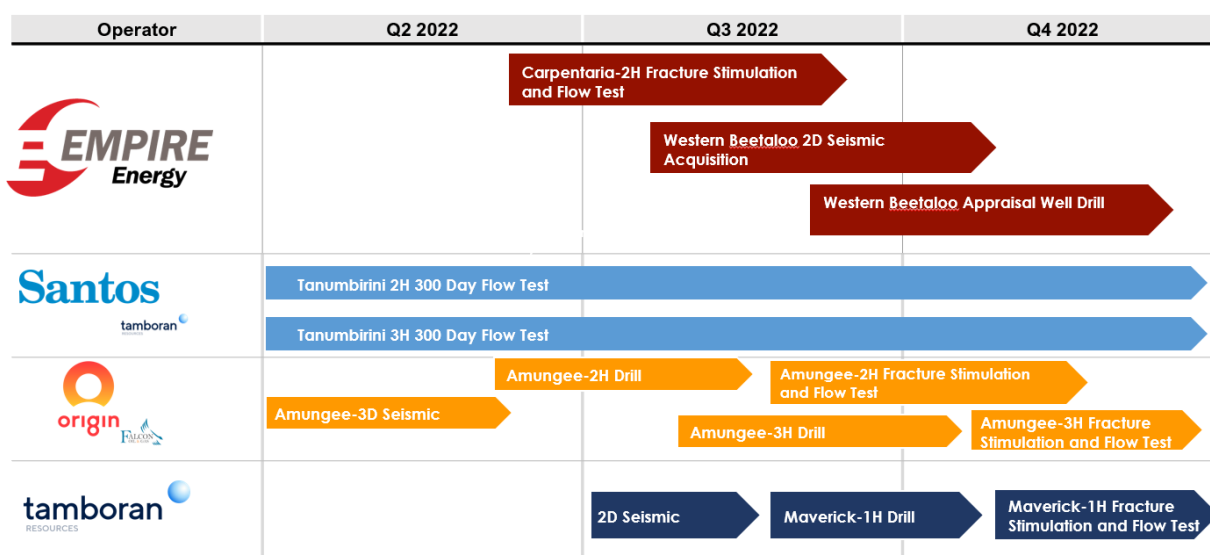 Operator
Q2 2022
Q3 2022
Q4 2022
EMPIRE
Energy
Carpentaria-2H Fracture Stimulation
and Flow Test
Western Beetaloo 2D Seismic
Acquisition
Western Beetaloo Appraisal Well Drill
Santos
tamboran
RESOURCES
Tanumbirini 2H 300 Day Flow Test
Tanumbirini 3H 300 Day Flow Test
origin
FALCON
Amungee-2H Drill
Amungee-2H Fracture Stimulation
and Flow Test
Amungee-3D Seismic
Amungee-3H Drill
Amungee-3H Fracture
Stimulation and Flow Test
tamboran
RESOURCES
2D Seismic
Maverick-1H Drill
Maverick-1H Fracture
Stimulation and Flow Test